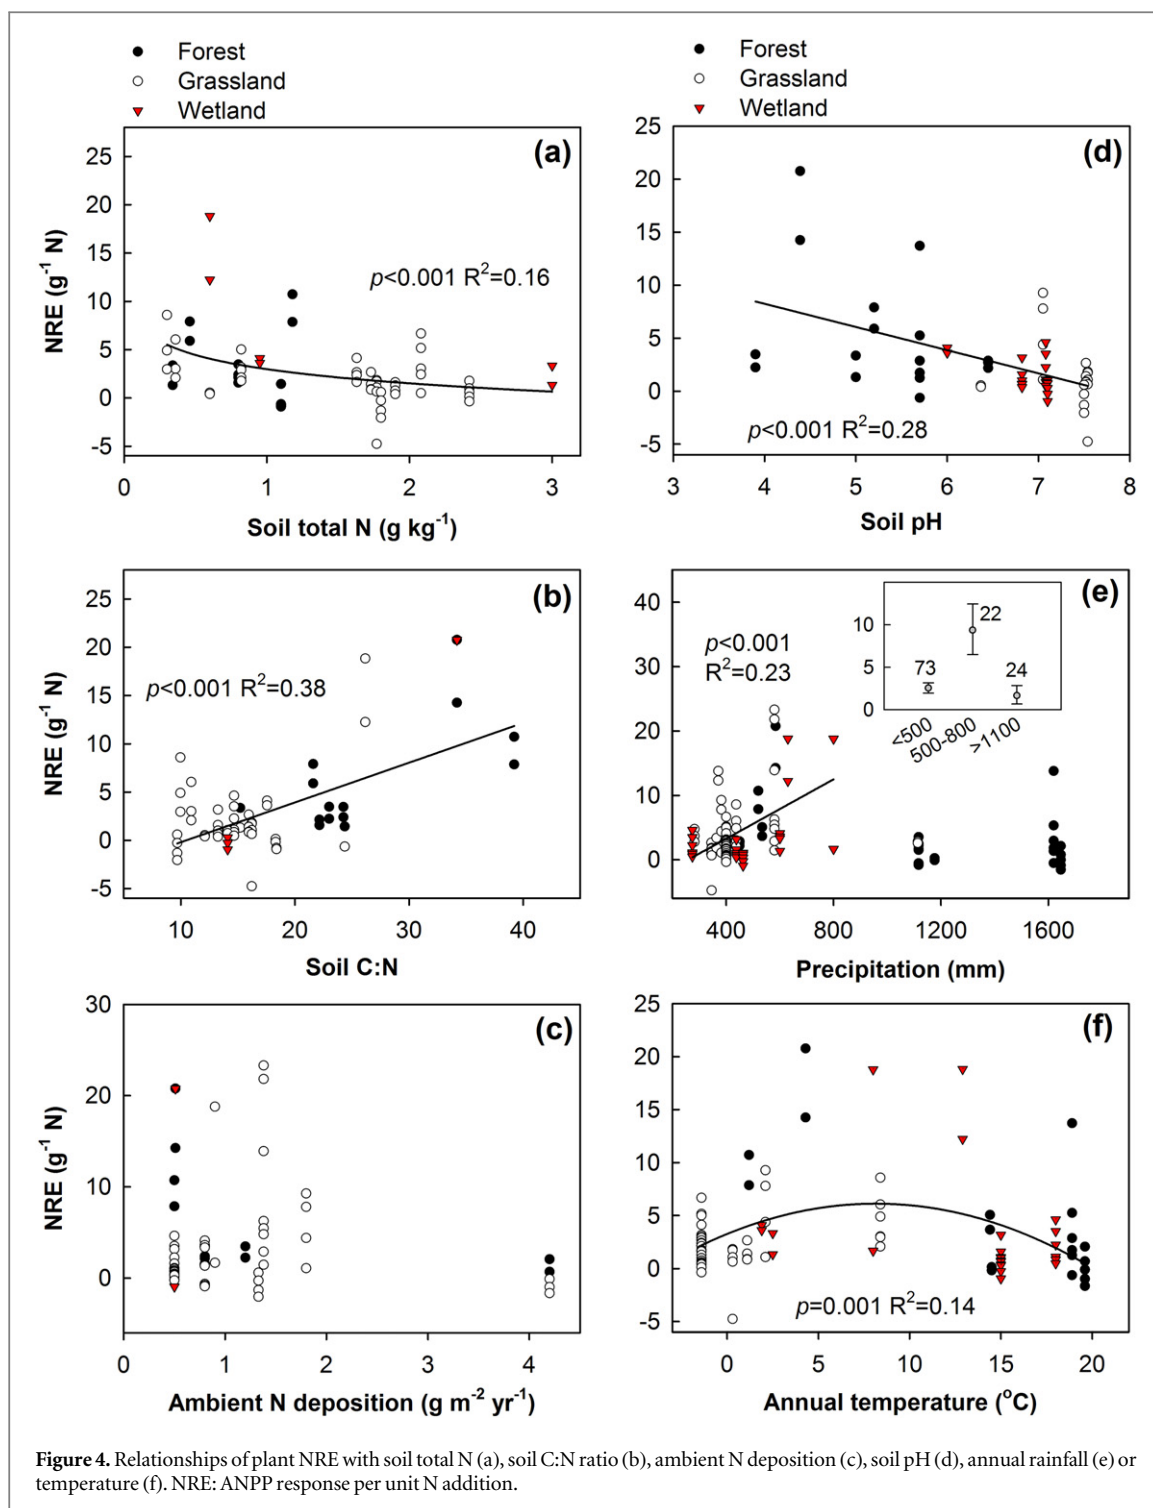 Forest
Grassland
Wetland
(a)
25
20
15
10
5
0
-5
NRE (g⁻¹ N)
p<0.001 R²=0.16
0 1 2 3
Soil total N (g kg⁻¹)
Forest
Grassland
Wetland
(d)
25
20
15
10
5
0
-5
p<0.001 R²=0.28
3 4 5 6 7 8
Soil pH
(b)
25
20
15
10
5
0
-5
NRE (g⁻¹ N)
p<0.001 R²=0.38
10 20 30 40
Soil C:N
(e)
40
30
20
10
0
p<0.001
R²=0.23
10
5
0
73
22
24
<500
500-800
>1100
400 800 1200 1600
Precipitation (mm)
(c)
30
20
10
0
NRE (g⁻¹ N)
0 1 2 3 4
Ambient N deposition (g m⁻² yr⁻¹)
(f)
25
20
15
10
5
0
-5
p=0.001 R²=0.14
0 5 10 15 20
Annual temperature (°C)
Figure 4. Relationships of plant NRE with soil total N (a), soil C:N ratio (b), ambient N deposition (c), soil pH (d), annual rainfall (e) or
temperature (f). NRE: ANPP response per unit N addition.